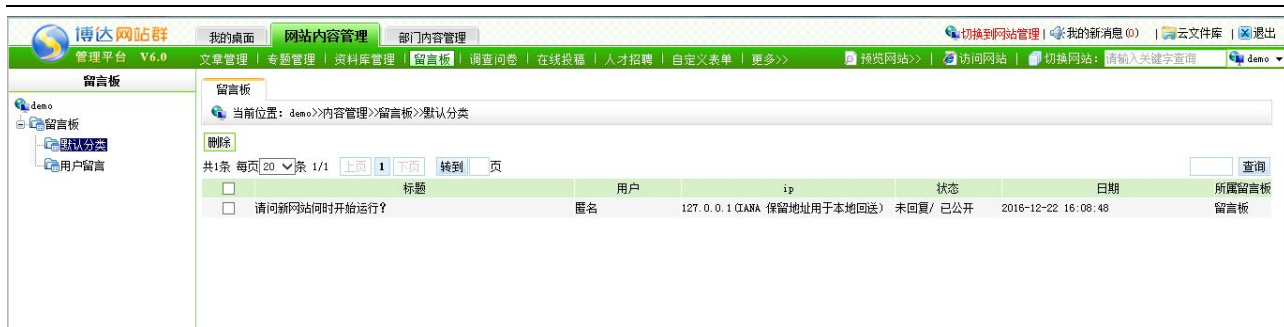 博达网站群 我的桌面 网站内容管理 部门内容管理 切换到网站管理 | 我的新消息(0) | 云文件库 | 退出
管理平台 V6.0 文章管理 | 专题管理 | 资料库管理 | 留言板 | 调查问卷 | 在线投稿 | 人才招聘 | 自定义表单 | 更多>> 预览网站>> | 访问网站 | 切换网站: 请输入关键字查询 demo
留言板 留言板
demo 当前位置: demo>>内容管理>>留言板>>默认分类
留言板
默认分类 删除
用户留言 共1条 每页 20 条 1/1 上页 1 下页 转到 页 查询
标题 用户 ip 状态 日期 所属留言板
请问新网站何时开始运行? 匿名 127.0.0.1(IANA 保留地址用于本地回送) 未回复/ 已公开 2016-12-22 16:08:48 留言板